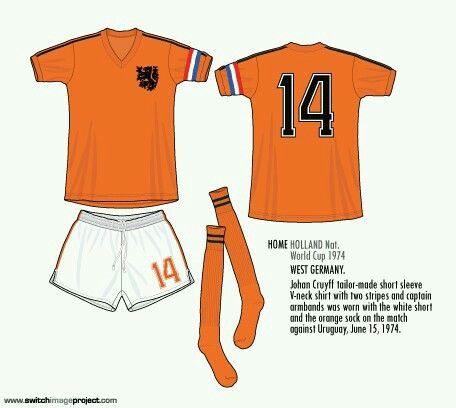 14
14
HOME HOLLAND Nat.
World Cup 1974
WEST GERMANY.
Johan Cruyff tailor-made short sleeve
V-neck shirt with two stripes and captain
armbands was worn with the white short
and the orange sock on the match
against Uruguay, June 15, 1974.
www.switchimageproject.com